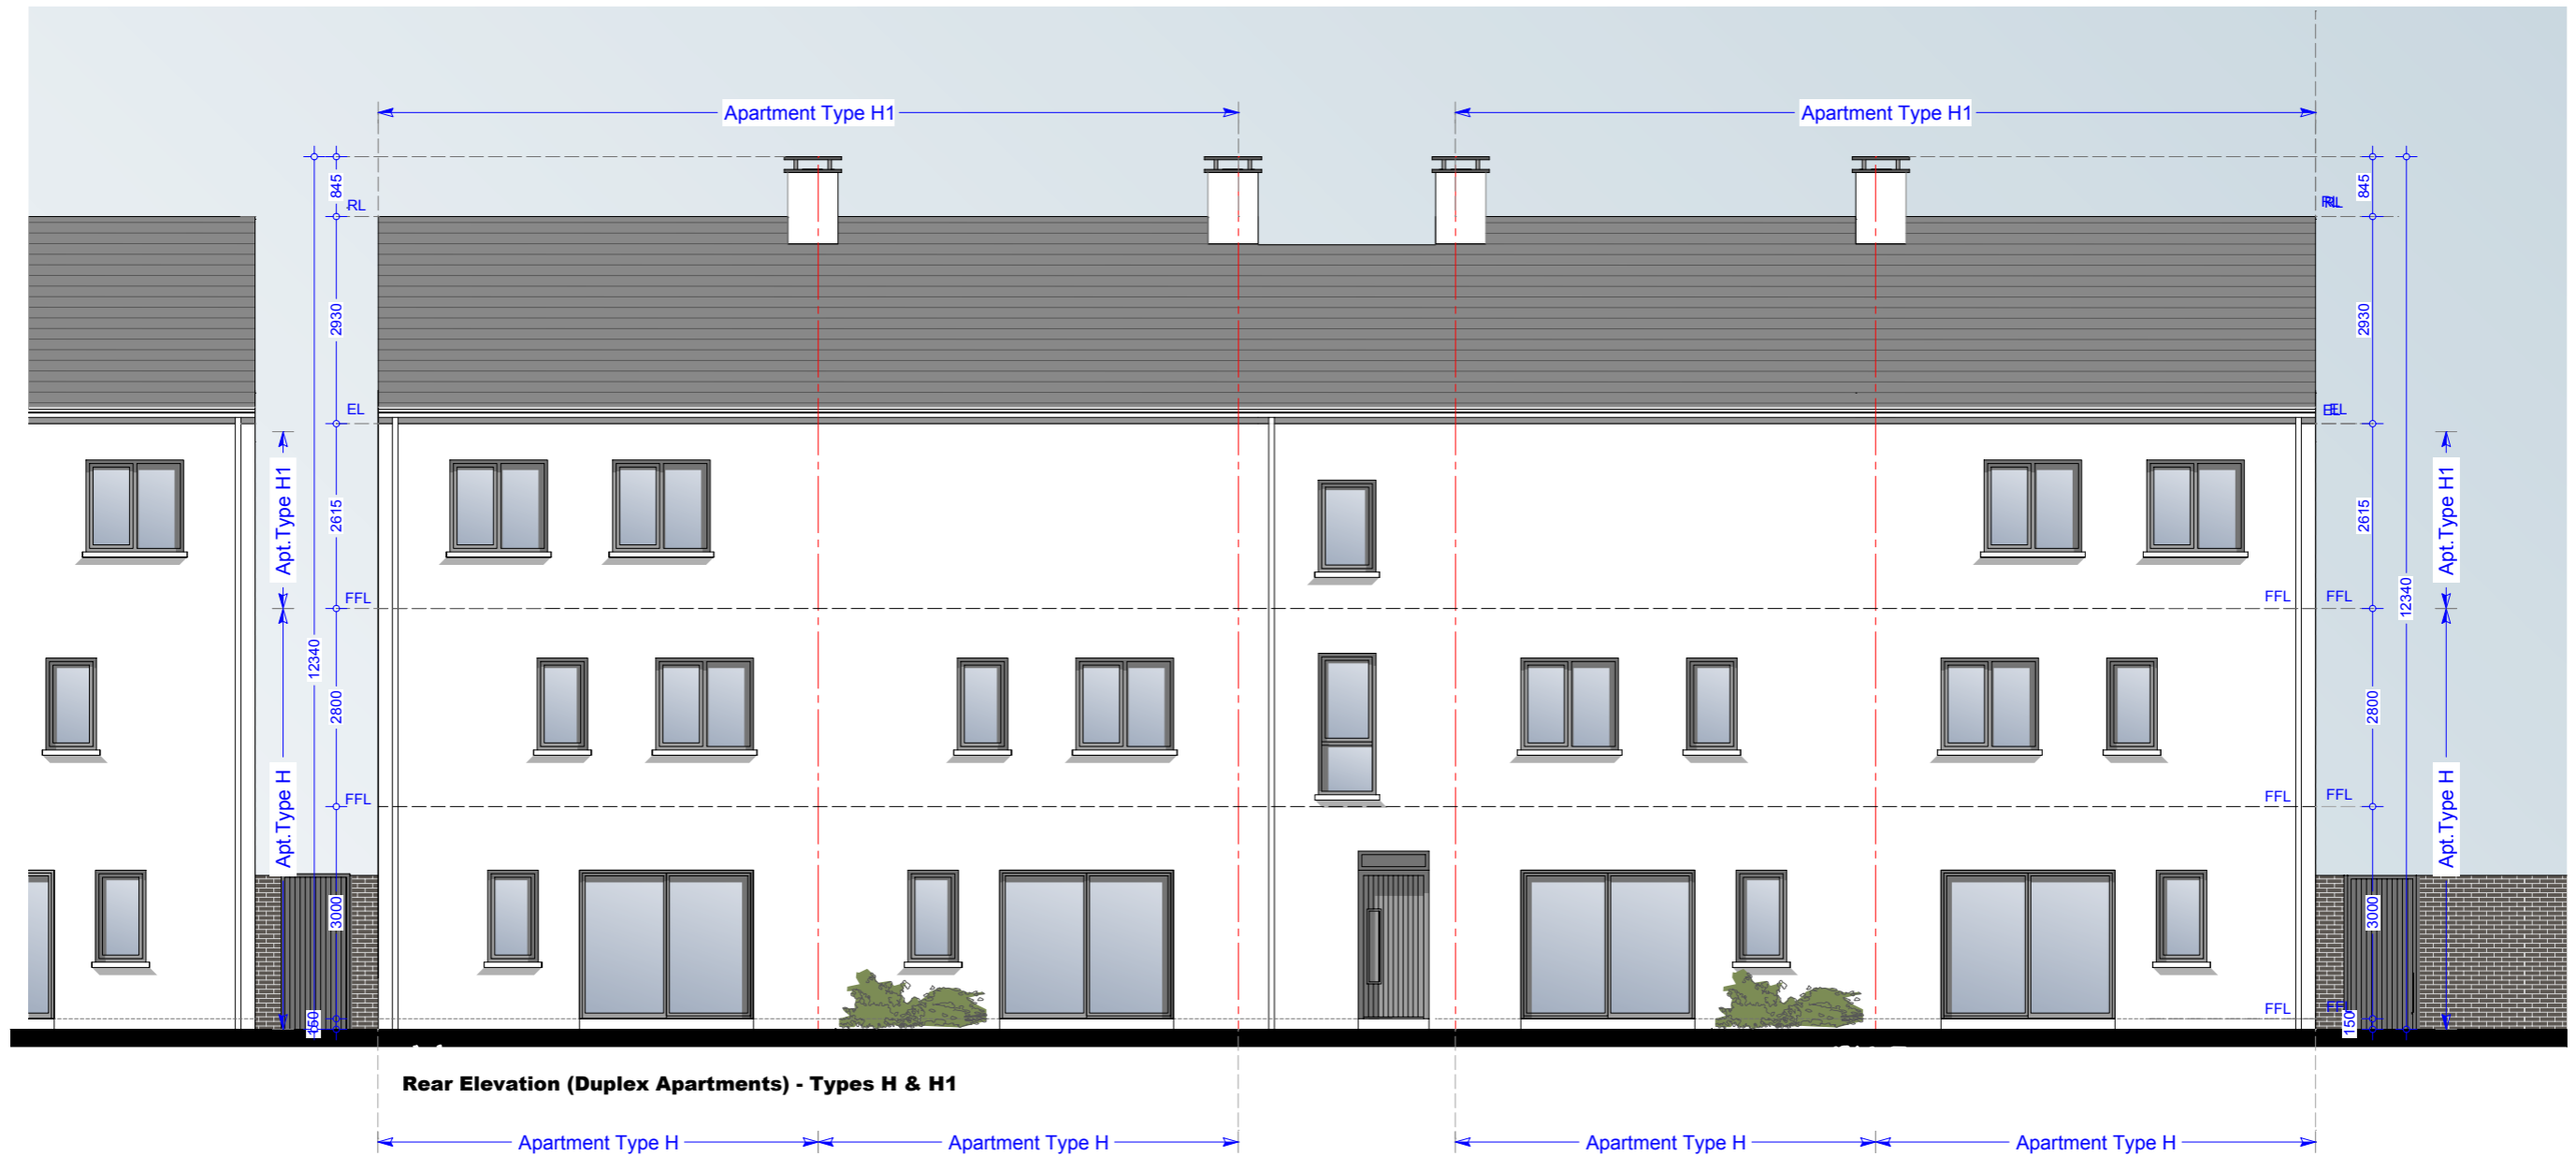 Apartment Type H1
Apartment Type H1
845
RL
845
RL
2930
2930
EL
EL
Apt.Type H1
2615
2615
Apt.Type H1
FFL
FFL
FFL
12340
12340
2800
2800
FFL
FFL
FFL
Apt.Type H
Apt.Type H
3000
3000
FFL
FFL
150
150
Rear Elevation (Duplex Apartments) - Types H & H1
Apartment Type H
Apartment Type H
Apartment Type H
Apartment Type H